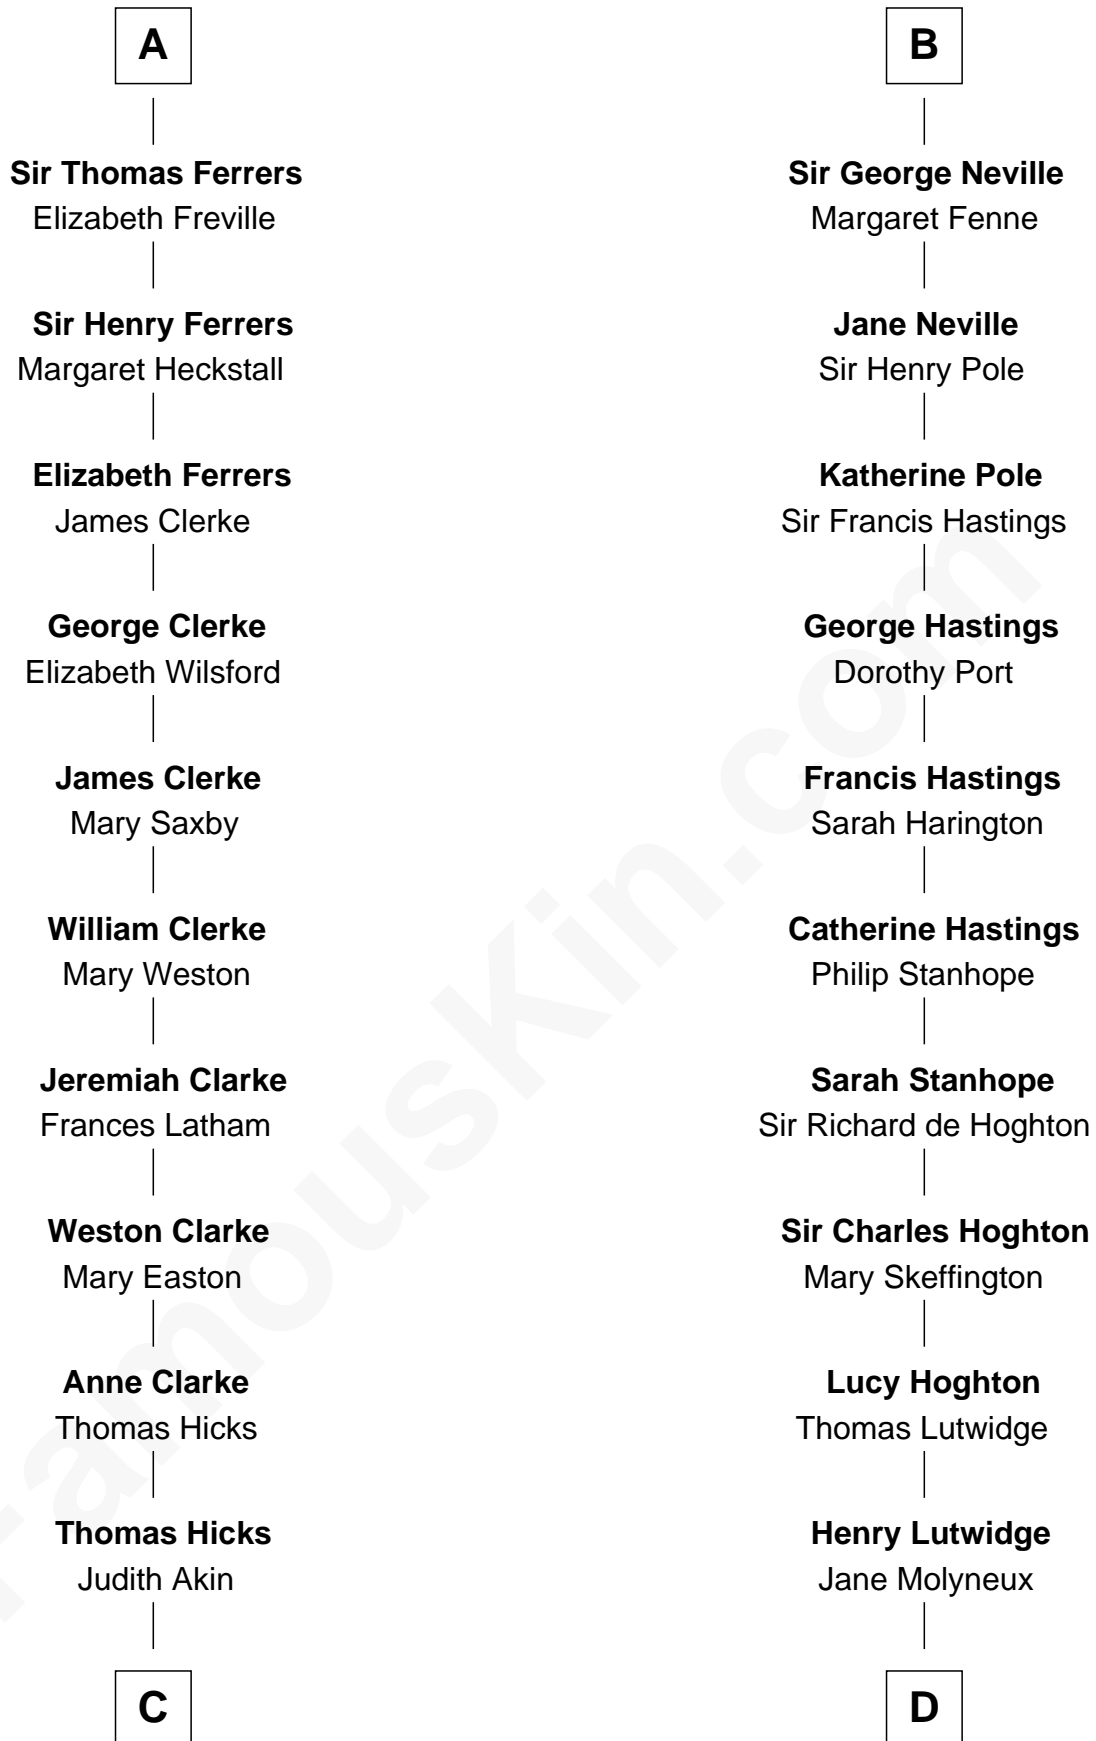 A
Sir Thomas Ferrers
Elizabeth Freville
Sir Henry Ferrers
Margaret Heckstall
Elizabeth Ferrers
James Clerke
George Clerke
Elizabeth Wilsford
James Clerke
Mary Saxby
William Clerke
Mary Weston
Jeremiah Clarke
Frances Latham
Weston Clarke
Mary Easton
Anne Clarke
Thomas Hicks
Thomas Hicks
Judith Akin
C
B
Sir George Neville
Margaret Fenne
Jane Neville
Sir Henry Pole
Katherine Pole
Sir Francis Hastings
George Hastings
Dorothy Port
Francis Hastings
Sarah Harington
Catherine Hastings
Philip Stanhope
Sarah Stanhope
Sir Richard de Hoghton
Sir Charles Hoghton
Mary Skeffington
Lucy Hoghton
Thomas Lutwidge
Henry Lutwidge
Jane Molyneux
D
FamousKin.com